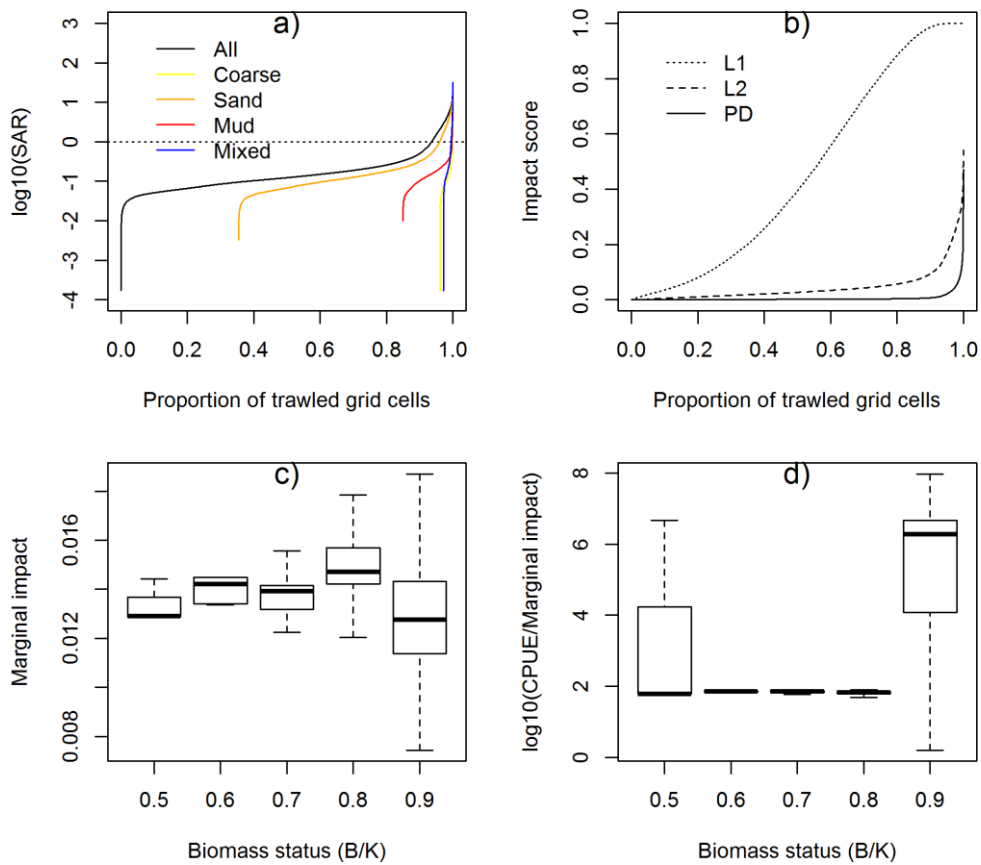 a)
log10(SAR)
3
2
1
0
-1
-2
-3
-4
All
Coarse
Sand
Mud
Mixed
0.0 0.2 0.4 0.6 0.8 1.0
Proportion of trawled grid cells
b)
Impact score
1.0
0.8
0.6
0.4
0.2
0.0
L1
L2
PD
0.0 0.2 0.4 0.6 0.8 1.0
Proportion of trawled grid cells
c)
Marginal impact
0.016
0.012
0.008
0.5 0.6 0.7 0.8 0.9
Biomass status (B/K)
d)
log10(CPUE/Marginal impact)
8
6
4
2
0
0.5 0.6 0.7 0.8 0.9
Biomass status (B/K)